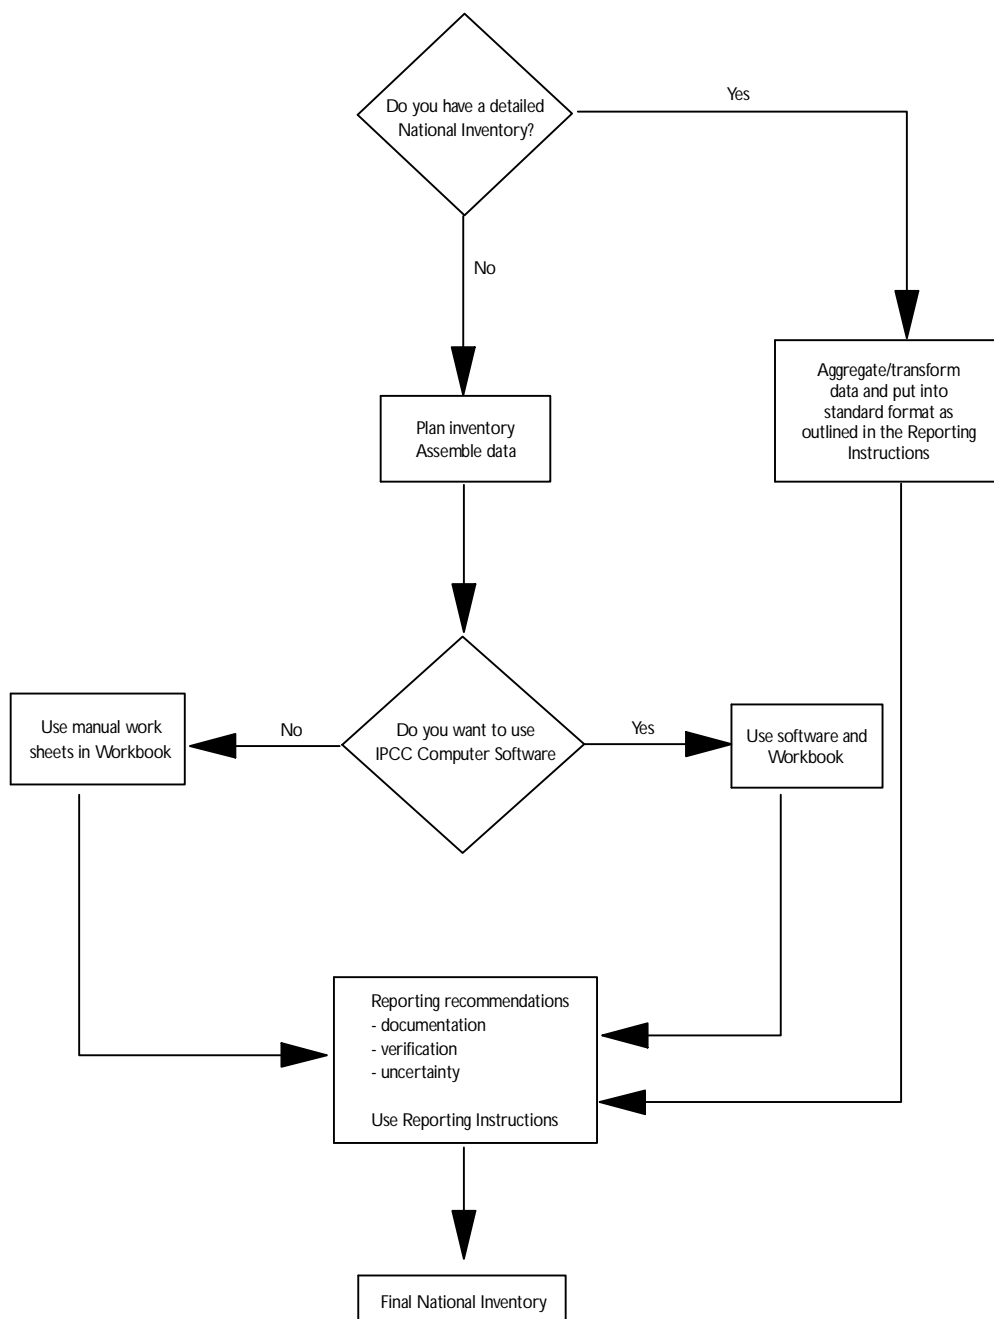 Do you have a detailed
National Inventory?
Yes
No
Aggregate/transform
data and put into
standard format as
outlined in the Reporting
Instructions
Plan inventory
Assemble data
Use manual work
sheets in Workbook
No
Do you want to use
IPCC Computer Software
Yes
Use software and
Workbook
Reporting recommendations
- documentation
- verification
- uncertainty
Use Reporting Instructions
Final National Inventory